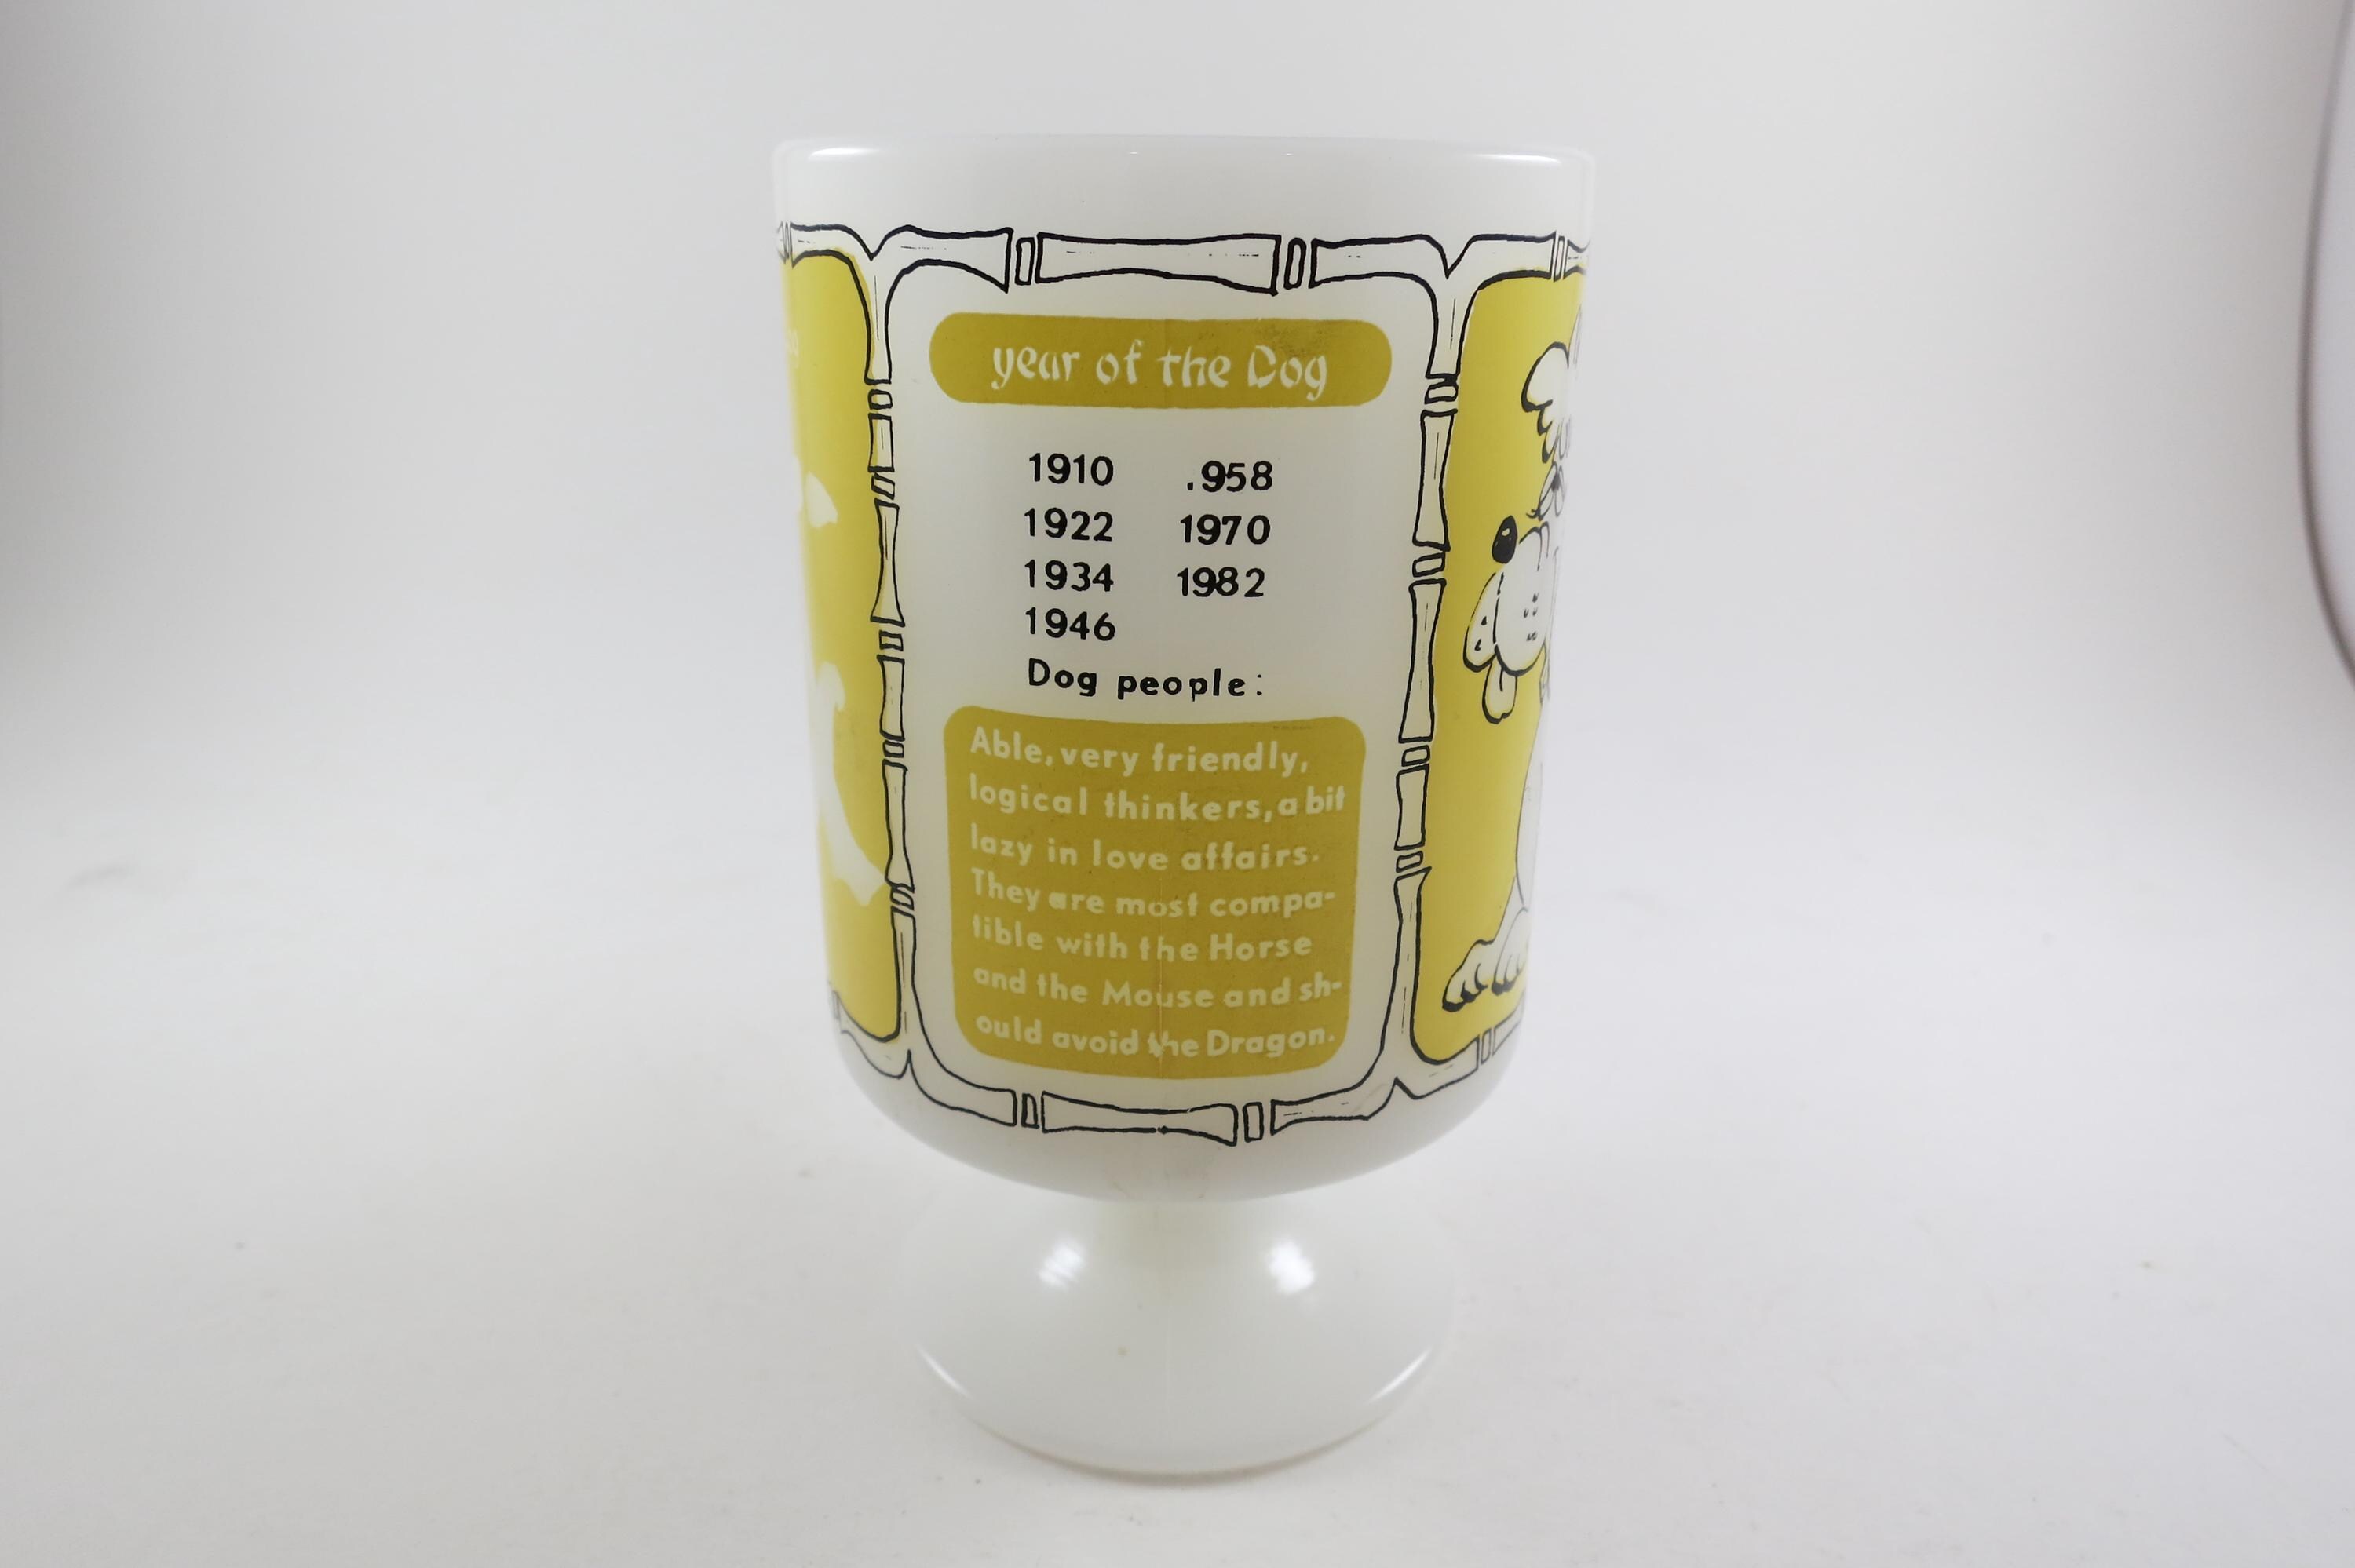 year of the Dog
1910 .958
1922 1970
1934 1982
1946
Dog people:
Able, very friendly,
logical thinkers, a bit
lazy in love affairs.
They are most compa-
tible with the Horse
and the Mouse and sh-
ould avoid the Dragon.